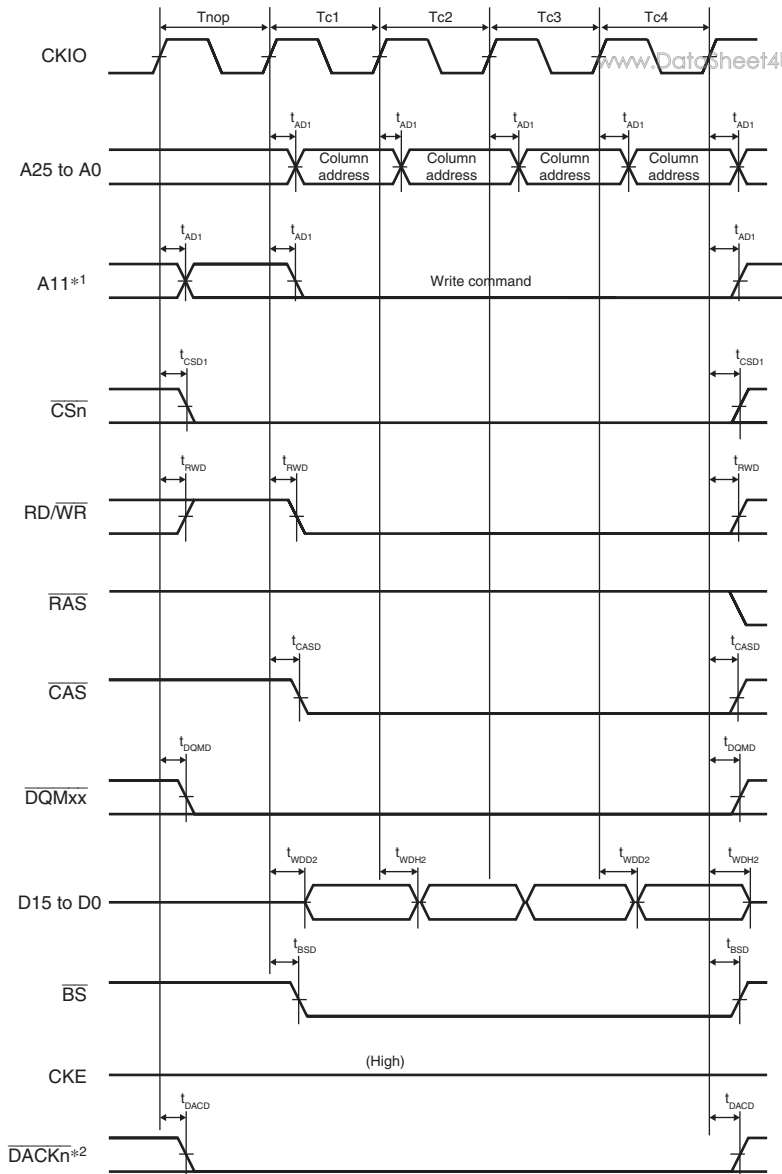 Tnop Tc1 Tc2 Tc3 Tc4
CKIO
www.DataSheet4U
tAD1 tAD1 tAD1 tAD1 tAD1
A25 to A0
Column address
Column address
Column address
Column address
tAD1 tAD1 tAD1
A11*1
Write command
tCSD1 tCSD1
CSn
tRWD tRWD tRWD
RD/WR
RAS
tCASD tCASD
CAS
tDQMD tDQMD
DQMxx
tWDD2 tWDH2 tWDD2 tWDH2
D15 to D0
tBSD tBSD
BS
(High)
CKE
tDACD tDACD
DACKn*2